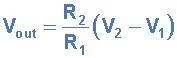 V_out = R_2/R_1 (V_2 − V_1)